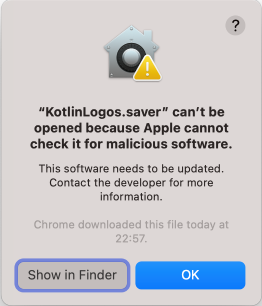 ?
“KotlinLogos.saver” can’t be
opened because Apple cannot
check it for malicious software.
This software needs to be updated.
Contact the developer for more
information.
Chrome downloaded this file today at
22:57.
Show in Finder
OK